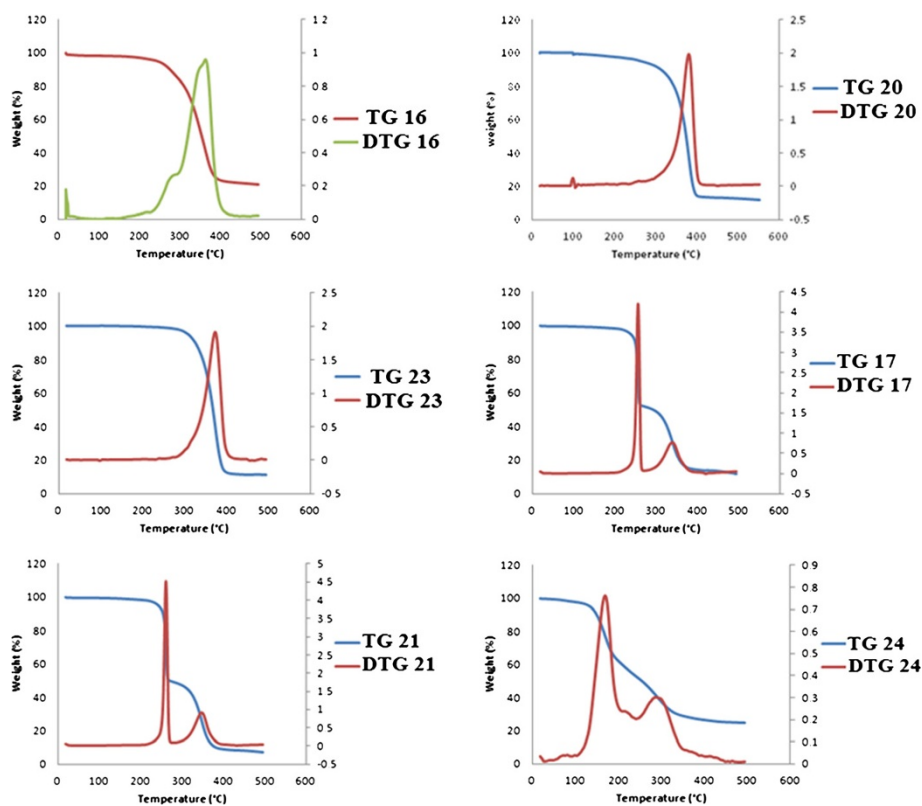 120 1.2
100 1
80 0.8
60 0.6
40 0.4
20 0.2
0 0
Weight (%)
0 100 200 300 400 500 600
Temperature (°C)
TG 16
DTG 16
120 2.5
100 2
80 1.5
60 1
40 0.5
20 0
0 -0.5
weight (%)
0 100 200 300 400 500 600
Temperature (°C)
TG 20
DTG 20
120 2.5
100 2
80 1.5
60 1
40 0.5
20 0
0 -0.5
Weight (%)
0 100 200 300 400 500 600
Temperature (°C)
TG 23
DTG 23
120 4.5
100 4
80 3.5
60 3
40 2.5
20 2
0 1.5
1
0.5
0
-0.5
Weight (%)
0 100 200 300 400 500 600
Temperature (°C)
TG 17
DTG 17
120 5
100 4.5
80 4
60 3.5
40 3
20 2.5
0 2
1.5
1
0.5
0
-0.5
Weight (%)
0 100 200 300 400 500 600
Temperature (°C)
TG 21
DTG 21
120 0.9
100 0.8
80 0.7
60 0.6
40 0.5
20 0.4
0 0.3
0.2
0.1
0
Weight (%)
0 100 200 300 400 500 600
Temperature (°C)
TG 24
DTG 24